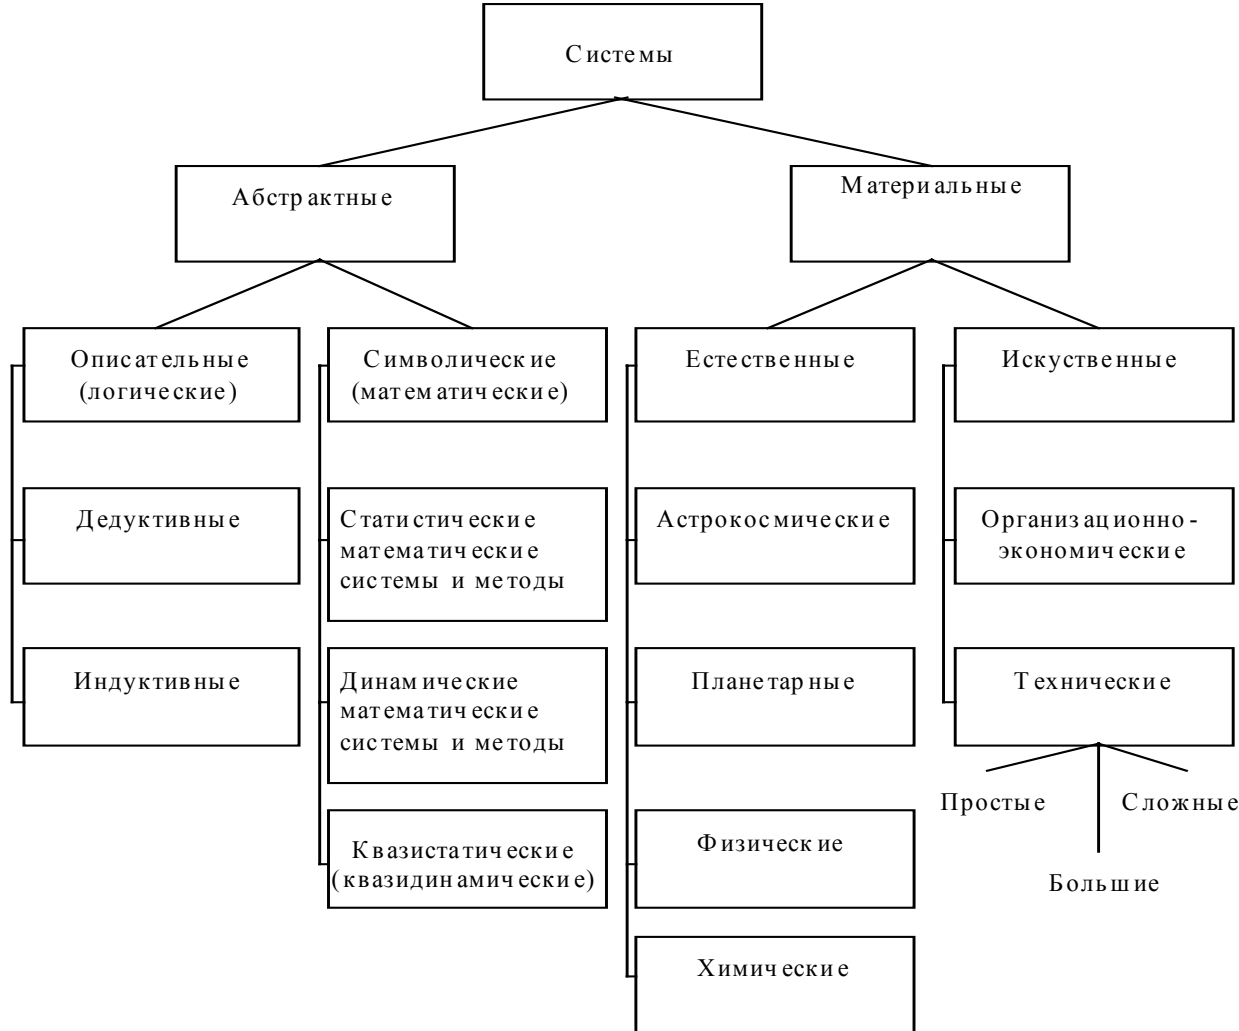 Системы
Абстрактные
Материальные
Описательные
(логические)
Символические
(математические)
Естественные
Искуственные
Дедуктивные
Статистические
математические
системы и методы
Астрокосмические
Организационно-
экономические
Индуктивные
Динамические
математические
системы и методы
Планетарные
Технические
Простые
Сложные
Большие
Квазистатические
(квазидинамические)
Физические
Химические